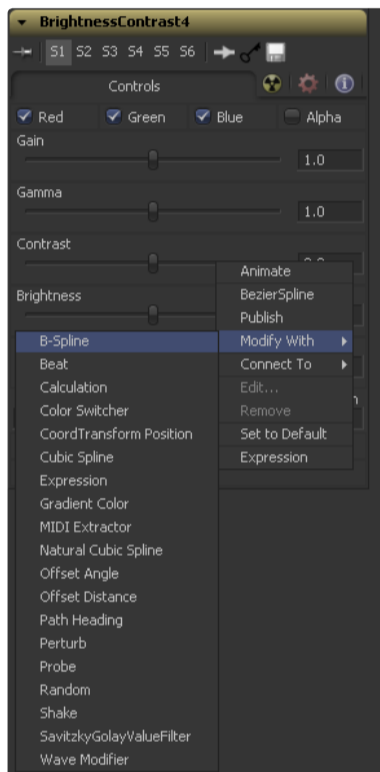 BrightnessContrast4
S1 S2 S3 S4 S5 S6
Controls
Red Green Blue Alpha
Gain
1.0
Gamma
1.0
Contrast
Brightness
Animate
BezierSpline
Publish
Modify With
Connect To
Edit...
Remove
Set to Default
Expression
B-Spline
Beat
Calculation
Color Switcher
CoordTransform Position
Cubic Spline
Expression
Gradient Color
MIDI Extractor
Natural Cubic Spline
Offset Angle
Offset Distance
Path Heading
Perturb
Probe
Random
Shake
SavitzkyGolayValueFilter
Wave Modifier